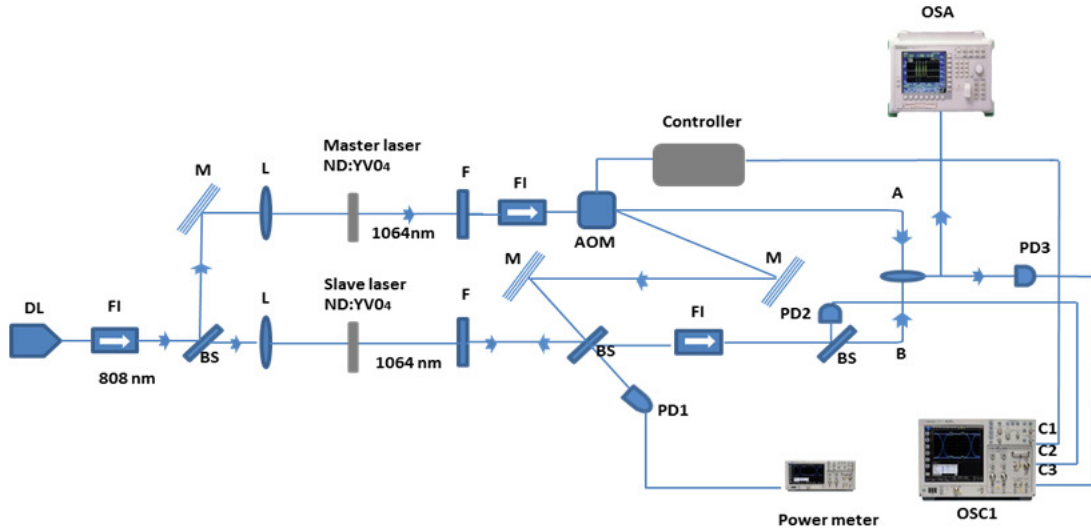 OSA
Controller
Master laser
ND:YV04
M
L
F
FI
A
1064nm
AOM
PD3
M
M
Slave laser
ND:YV04
DL
FI
L
F
FI
PD2
BS
BS
BS
B
808 nm
1064 nm
PD1
C1
C2
C3
Power meter
OSC1